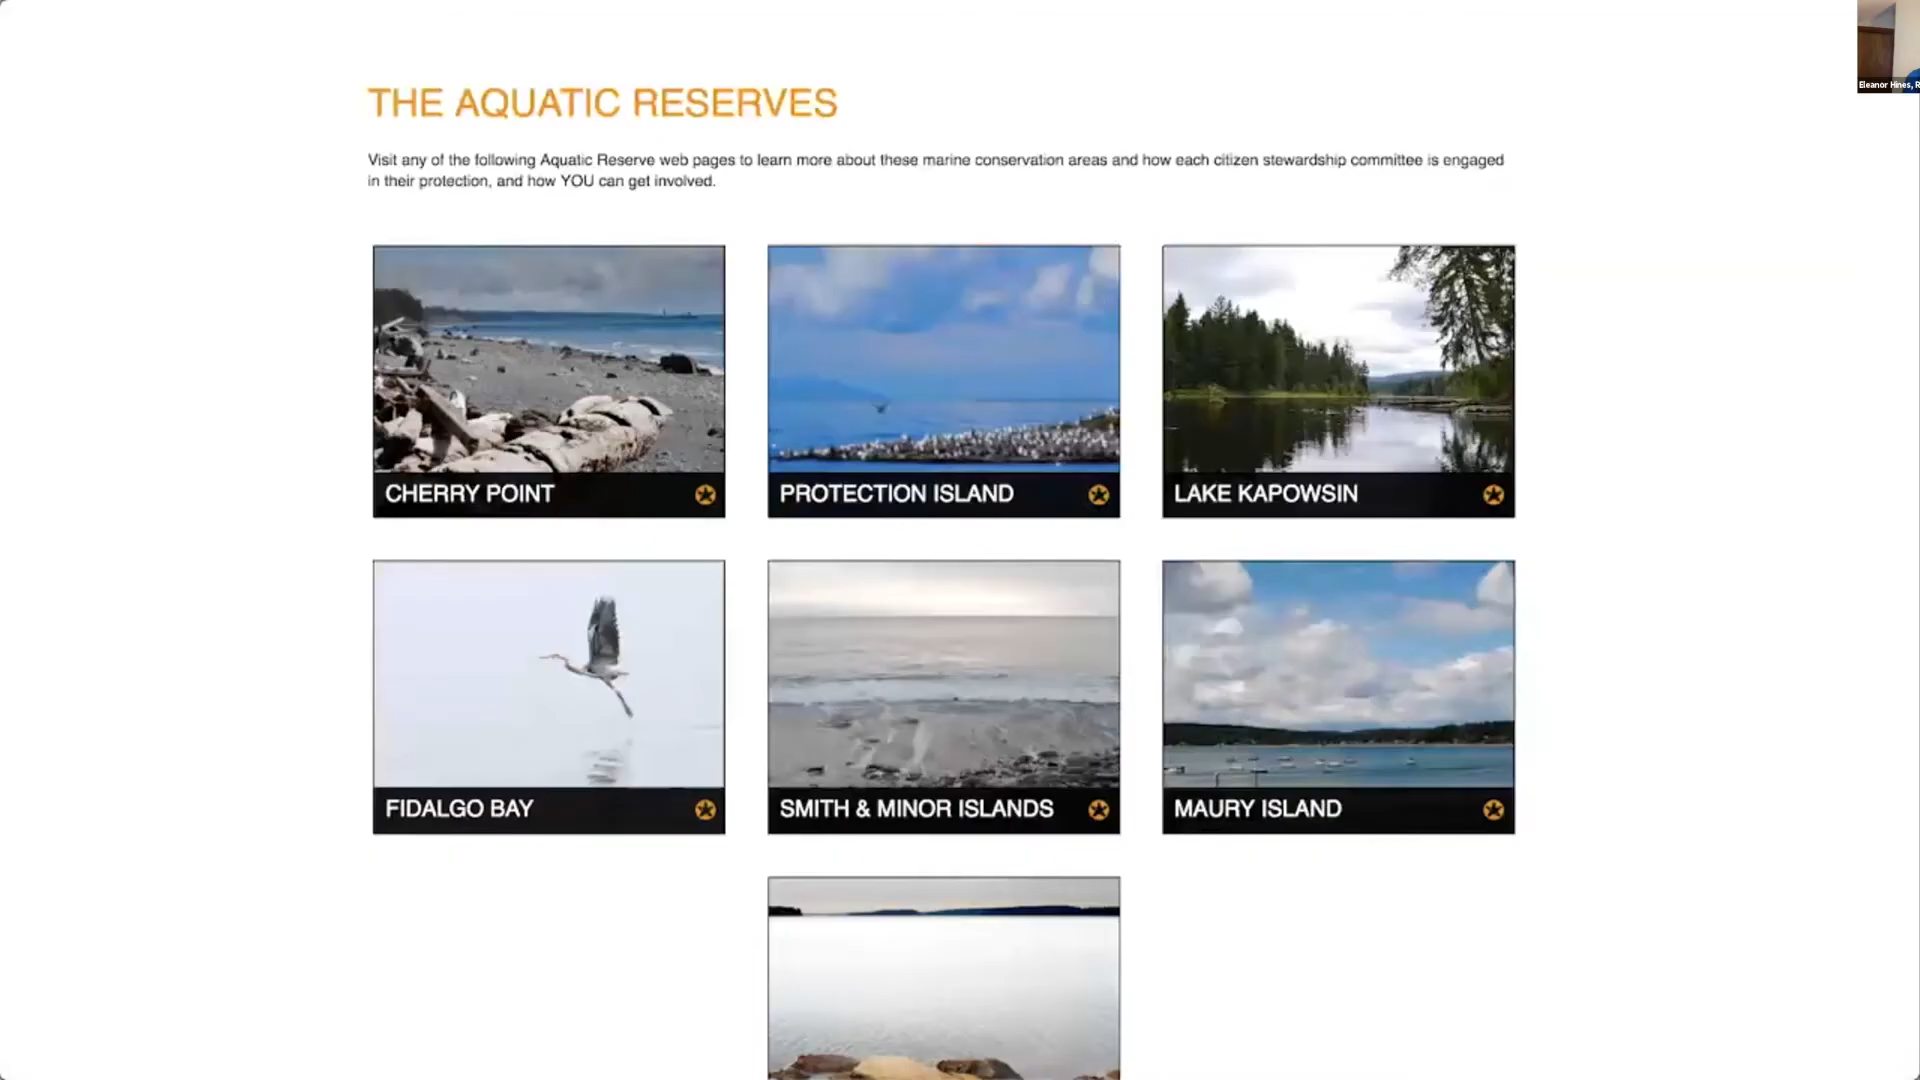 THE AQUATIC RESERVES
Visit any of the following Aquatic Reserve web pages to learn more about these marine conservation areas and how each citizen stewardship committee is engaged
in their protection, and how YOU can get involved.
CHERRY POINT
PROTECTION ISLAND
LAKE KAPOWSIN
FIDALGO BAY
SMITH & MINOR ISLANDS
MAURY ISLAND
Eleanor Hines, R